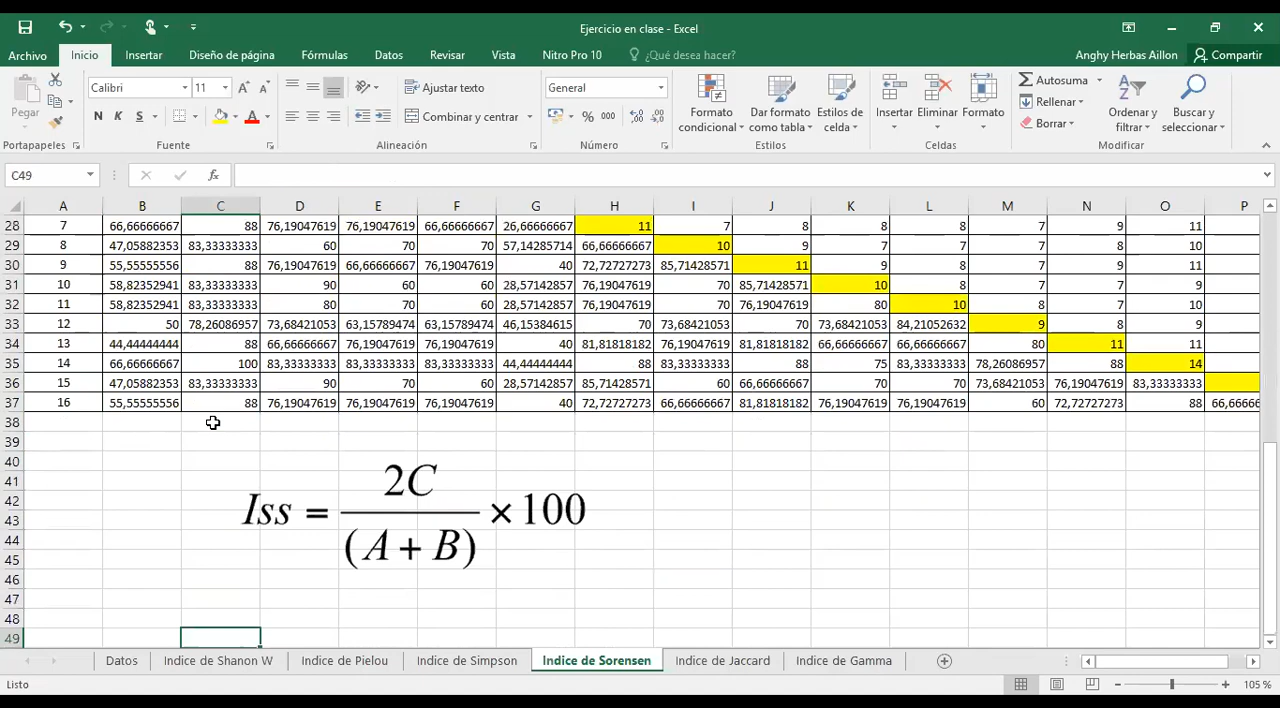 Ejercicio en clase - Excel
Archivo Inicio Insertar Diseño de página Fórmulas Datos Revisar Vista Nitro Pro 10 ¿Qué desea hacer? Anghy Herbas Aillon Compartir
Pegar
Calibri 11
N K S
Ajustar texto
Combinar y centrar
General
% 000
Formato condicional
Dar formato como tabla
Estilos de celda
Insertar Eliminar Formato
Autosuma
Rellenar
Borrar
Ordenar y filtrar
Buscar y seleccionar
Portapapeles Fuente Alineación Número Estilos Celdas Modificar
C49 fx
A B C D E F G H I J K L M N O P
28 7 66,66666667 88 76,19047619 76,19047619 66,66666667 26,66666667 11 7 8 8 8 7 9 11
29 8 47,05882353 83,33333333 60 70 70 57,14285714 66,66666667 10 9 7 7 7 8 10
30 9 55,55555556 88 76,19047619 66,66666667 76,19047619 40 72,72727273 85,71428571 11 9 8 7 9 11
31 10 58,82352941 83,33333333 90 60 60 28,57142857 76,19047619 70 85,71428571 10 8 7 7 9
32 11 58,82352941 83,33333333 80 70 60 28,57142857 76,19047619 70 76,19047619 80 10 8 7 10
33 12 50 78,26086957 73,68421053 63,15789474 63,15789474 46,15384615 70 73,68421053 70 73,68421053 84,21052632 9 8 9
34 13 44,44444444 88 66,66666667 76,19047619 76,19047619 40 81,81818182 76,19047619 81,81818182 66,66666667 66,66666667 80 11 11
35 14 66,66666667 100 83,33333333 83,33333333 83,33333333 44,44444444 88 83,33333333 88 75 83,33333333 78,26086957 88 14
36 15 47,05882353 83,33333333 90 70 60 28,57142857 85,71428571 60 66,66666667 70 70 73,68421053 76,19047619 83,33333333
37 16 55,55555556 88 76,19047619 76,19047619 76,19047619 40 72,72727273 66,66666667 81,81818182 76,19047619 76,19047619 60 72,72727273 88 66,66666
38
39
40
41
42
43
44
45
46
47
48
49
Iss = 2C / (A + B) × 100
Datos Indice de Shanon W Indice de Pielou Indice de Simpson Indice de Sorensen Indice de Jaccard Indice de Gamma
Listo 105 %